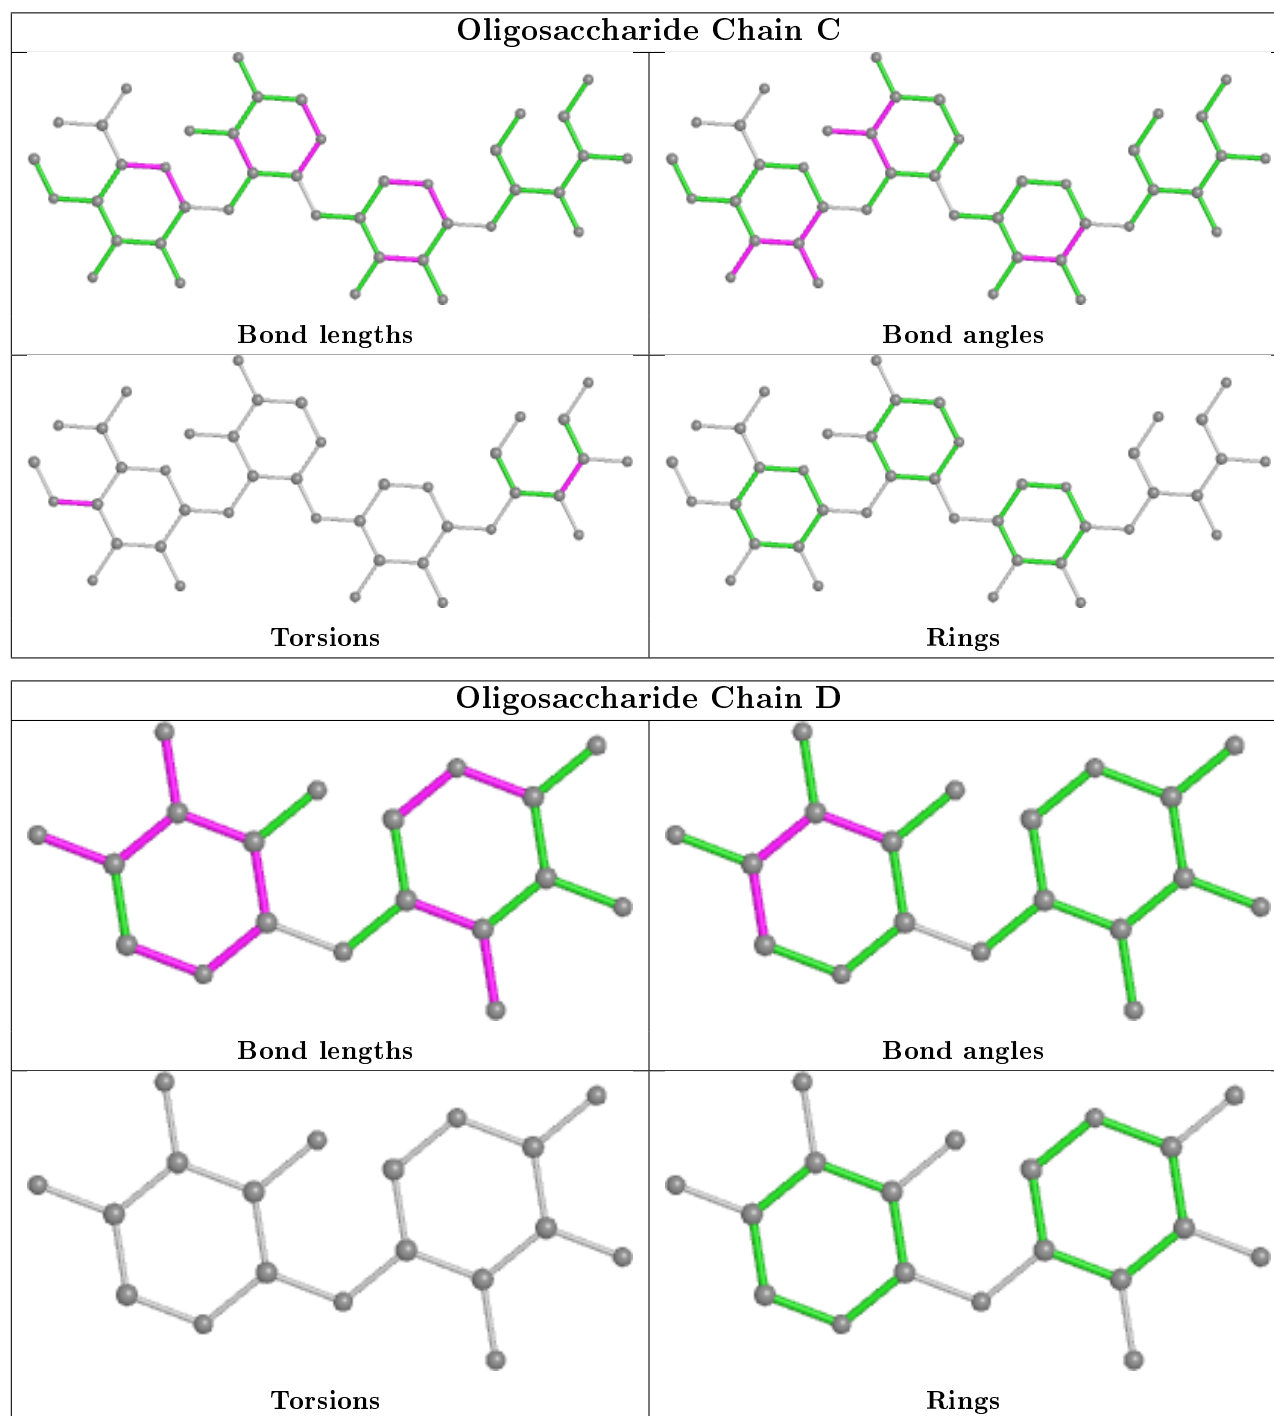 Oligosaccharide Chain C
Bond lengths
Bond angles
Torsions
Rings
Oligosaccharide Chain D
Bond lengths
Bond angles
Torsions
Rings